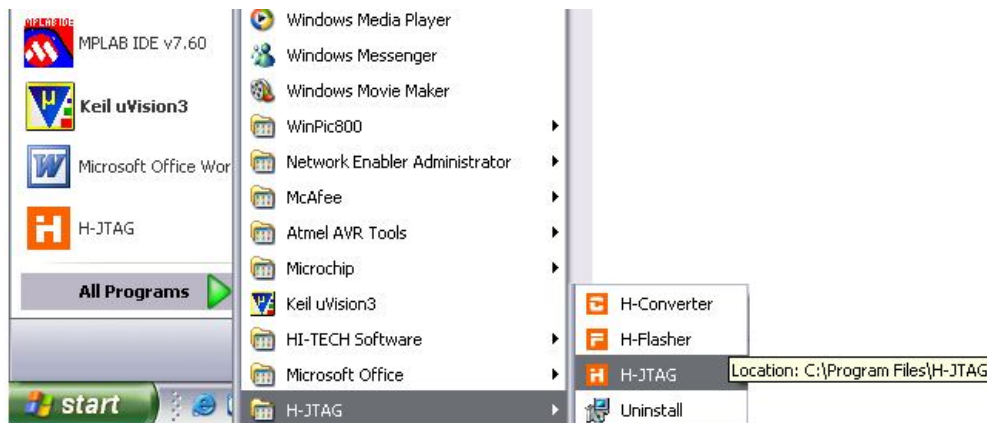 MPLAB IDE v7.60
Keil uVision3
Microsoft Office Wor
H-JTAG
All Programs
start
Windows Media Player
Windows Messenger
Windows Movie Maker
WinPic800
Network Enabler Administrator
McAfee
Atmel AVR Tools
Microchip
Keil uVision3
HI-TECH Software
Microsoft Office
H-JTAG
H-Converter
H-Flasher
H-JTAG
Uninstall
Location: C:\Program Files\H-JTAG